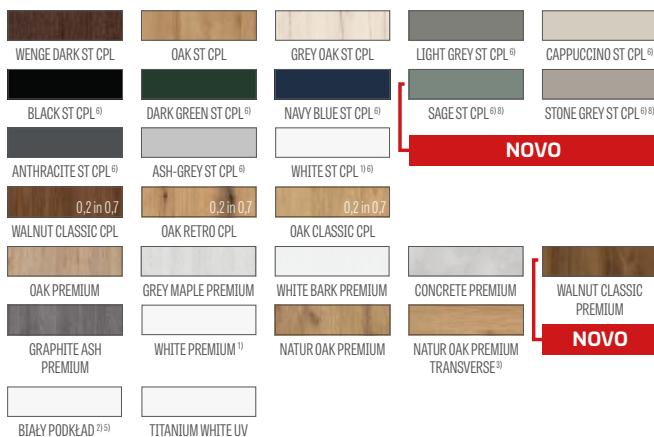 WENGE DARK ST CPL
OAK ST CPL
GREY OAK ST CPL
LIGHT GREY ST CPL 6)
CAPPUCCINO ST CPL 6)
BLACK ST CPL 6)
DARK GREEN ST CPL 6)
NAVY BLUE ST CPL 6)
SAGE ST CPL 6) 8)
STONE GREY ST CPL 6) 8)
NOVO
ANTHRACITE ST CPL 6)
ASH-GREY ST CPL 6)
WHITE ST CPL 1) 6)
0,2 in 0,7
0,2 in 0,7
0,2 in 0,7
WALNUT CLASSIC CPL
OAK RETRO CPL
OAK CLASSIC CPL
OAK PREMIUM
GREY MAPLE PREMIUM
WHITE BARK PREMIUM
CONCRETE PREMIUM
WALNUT CLASSIC
PREMIUM
NOVO
GRAPHITE ASH
PREMIUM
WHITE PREMIUM 1)
NATUR OAK PREMIUM
NATUR OAK PREMIUM
TRANSVERSE 3)
BIAŁY PODKŁAD 2) 5)
TITANIUM WHITE UV